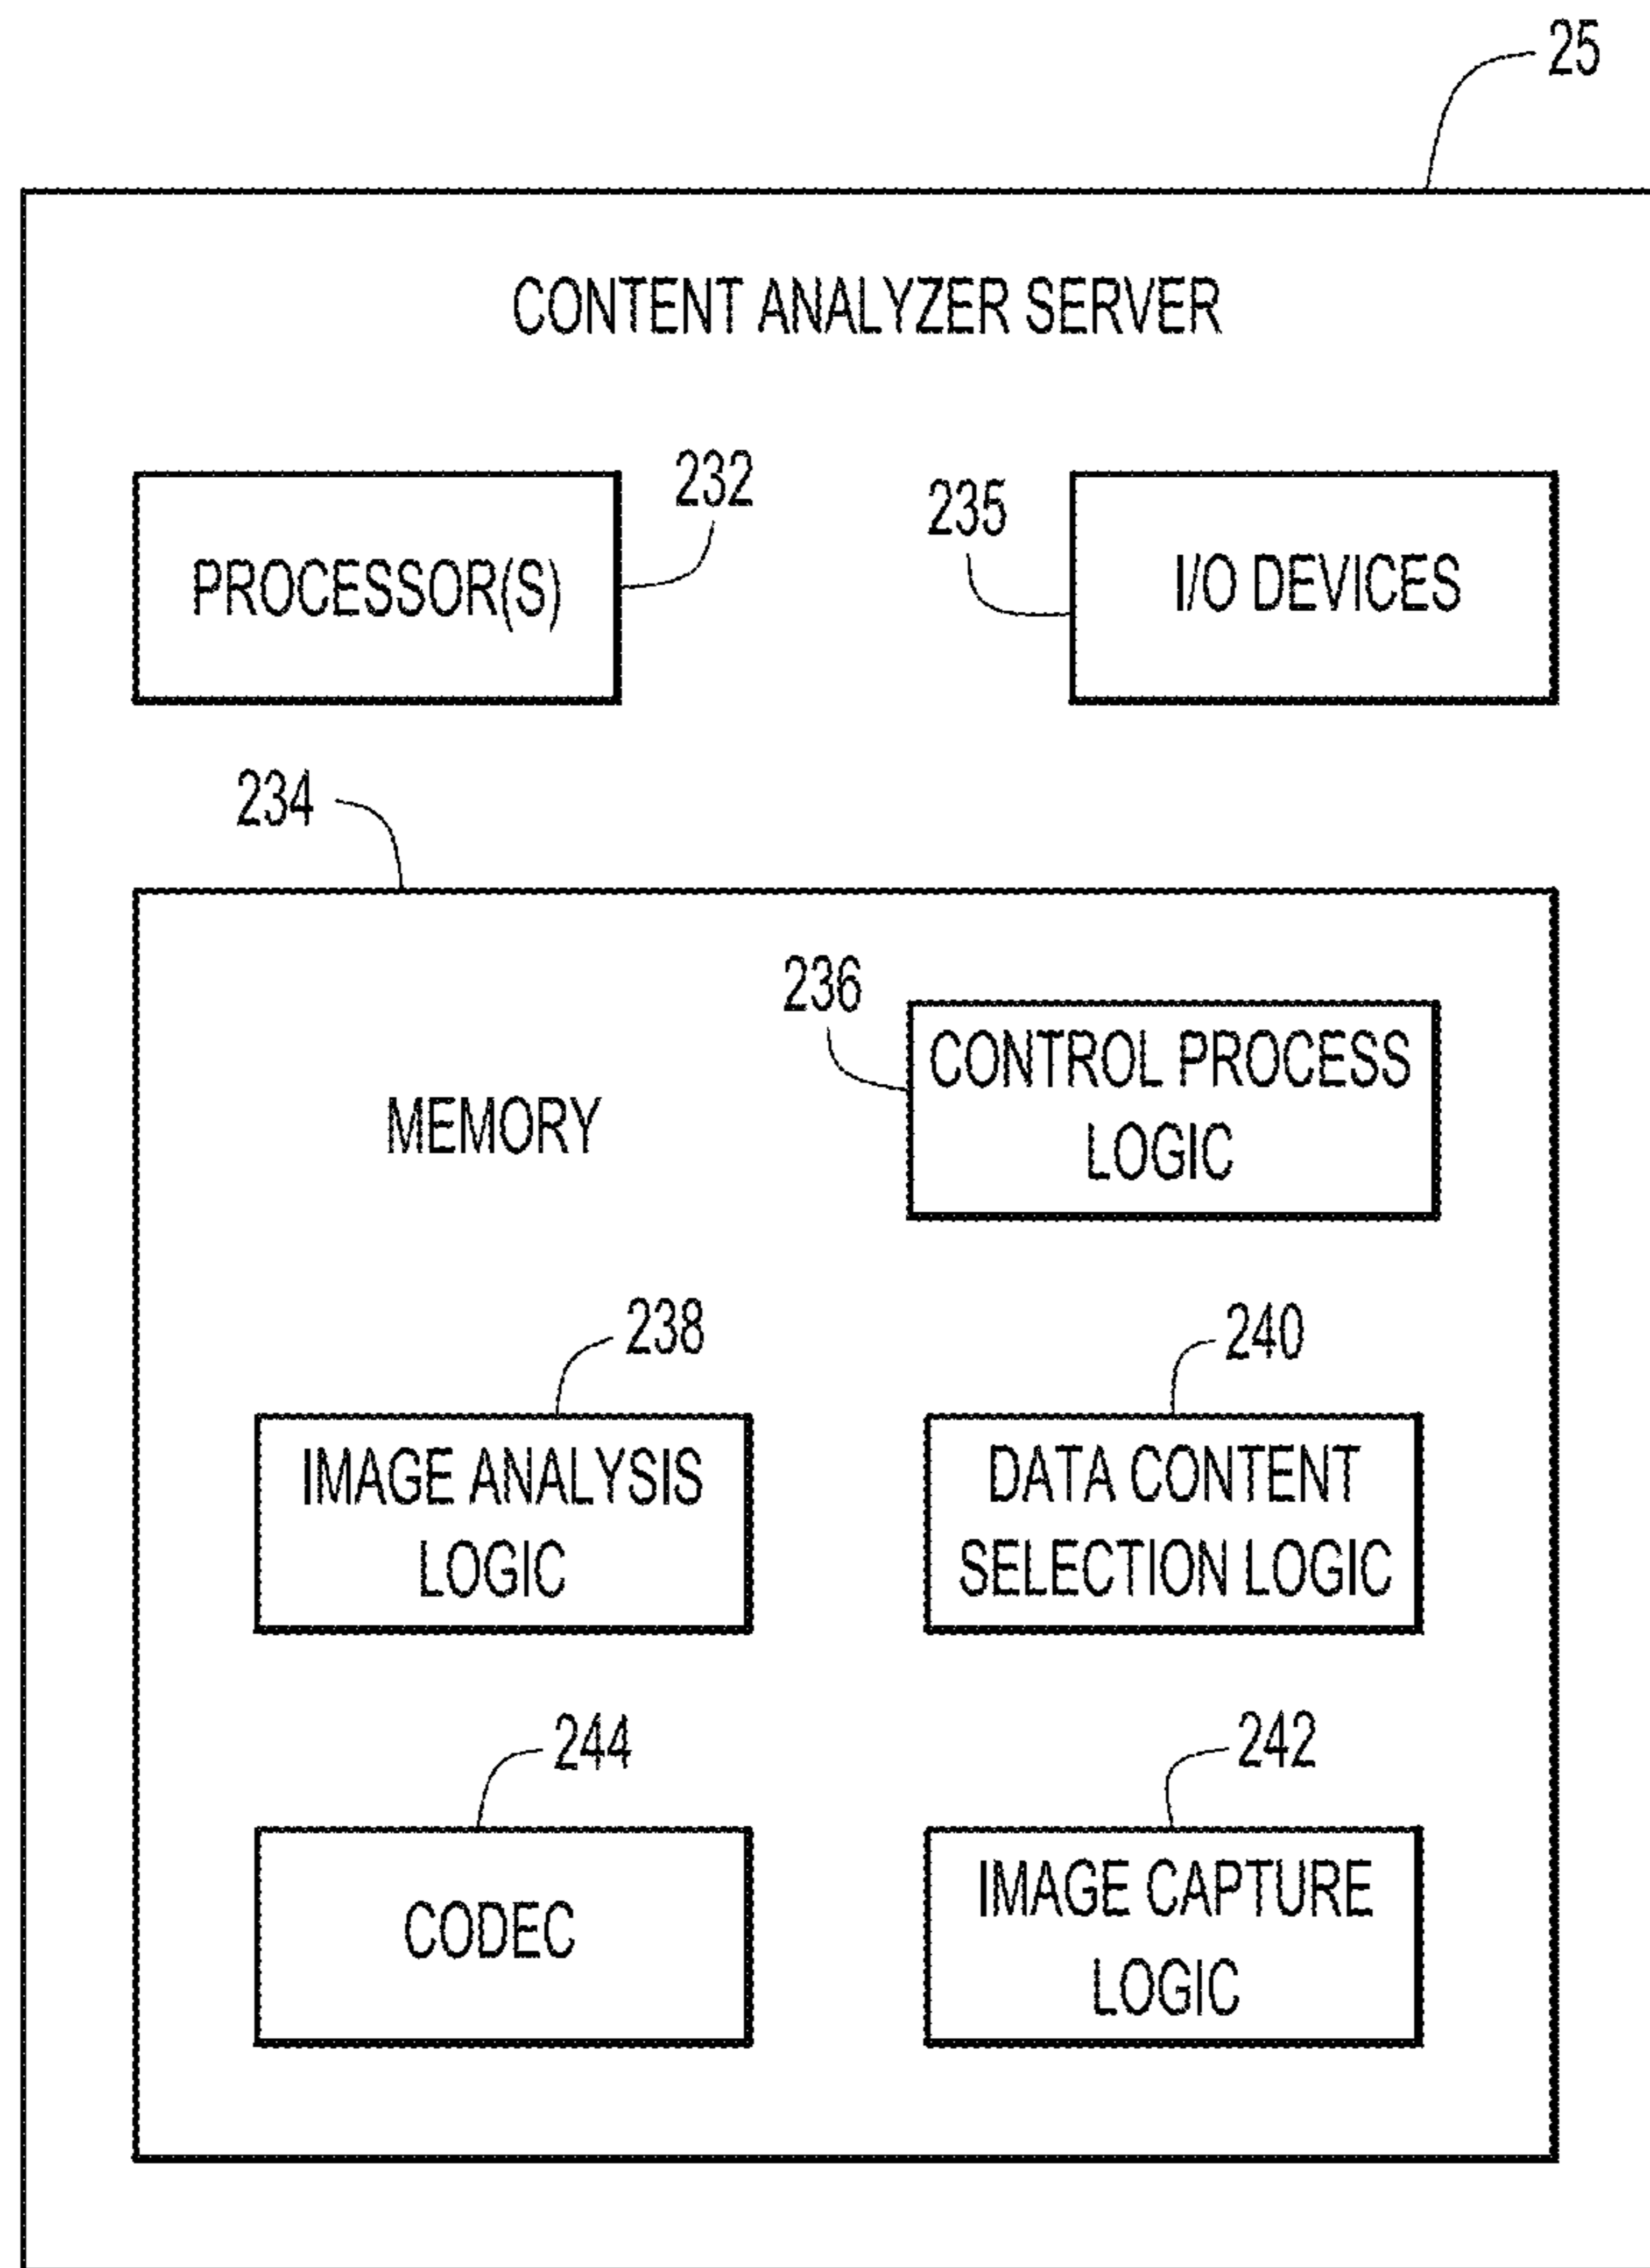 25
CONTENT ANALYZER SERVER
232
235
PROCESSOR(S)
I/O DEVICES
234
236
CONTROL PROCESS
LOGIC
MEMORY
238
240
IMAGE ANALYSIS
LOGIC
DATA CONTENT
SELECTION LOGIC
244
242
CODEC
IMAGE CAPTURE
LOGIC